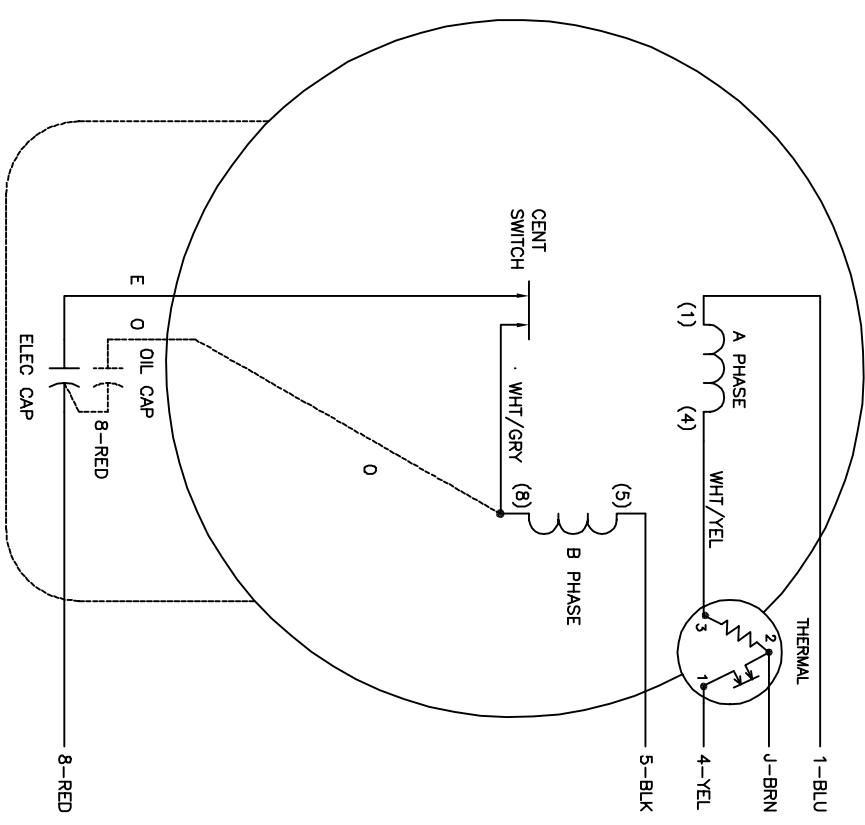 CENT
SWITCH
E
O
OIL CAP
ELEC CAP
8-RED
O
WHT/GRY
(8)
(5)
B PHASE
(1)
A PHASE
(4)
WHT/YEL
THERMAL
3
2
1
1-BLU
J-BRN
4-YEL
5-BLK
8-RED